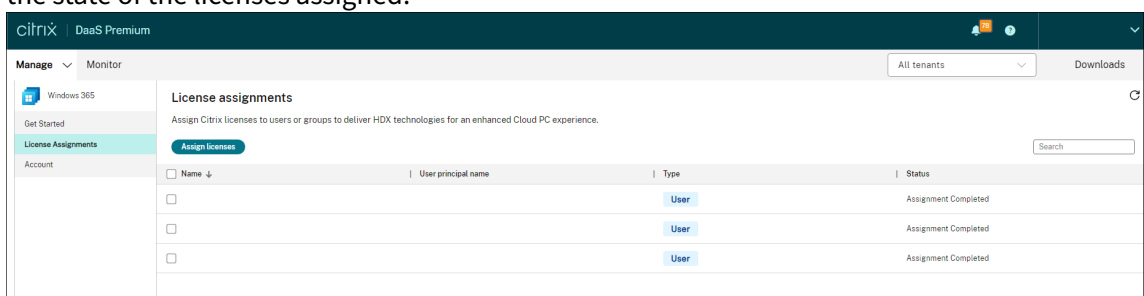 the state of the licenses assigned.
citrix | DaaS Premium 79 ?
Manage Monitor All tenants Downloads
Windows 365
Get Started
License Assignments
Account
License assignments
Assign Citrix licenses to users or groups to deliver HDX technologies for an enhanced Cloud PC experience.
Assign licenses Search
Name ↓ | User principal name | Type | Status
User Assignment Completed
User Assignment Completed
User Assignment Completed